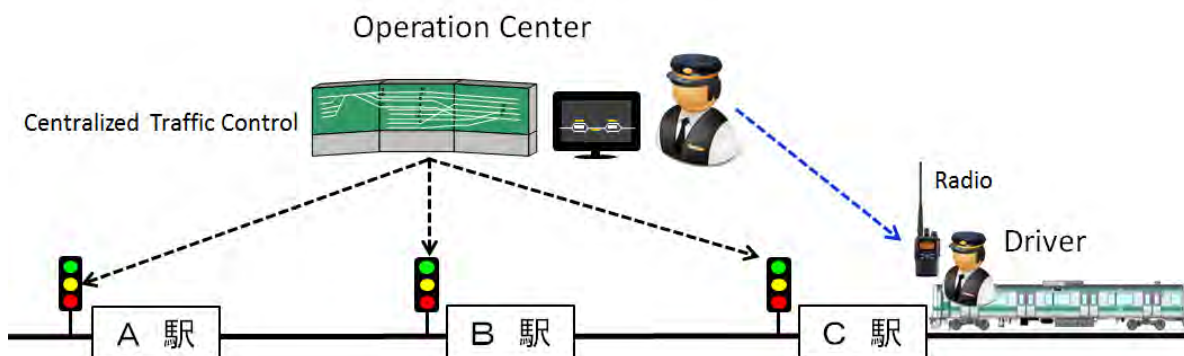 Operation Center
Centralized Traffic Control
Radio
Driver
A 駅
B 駅
C 駅